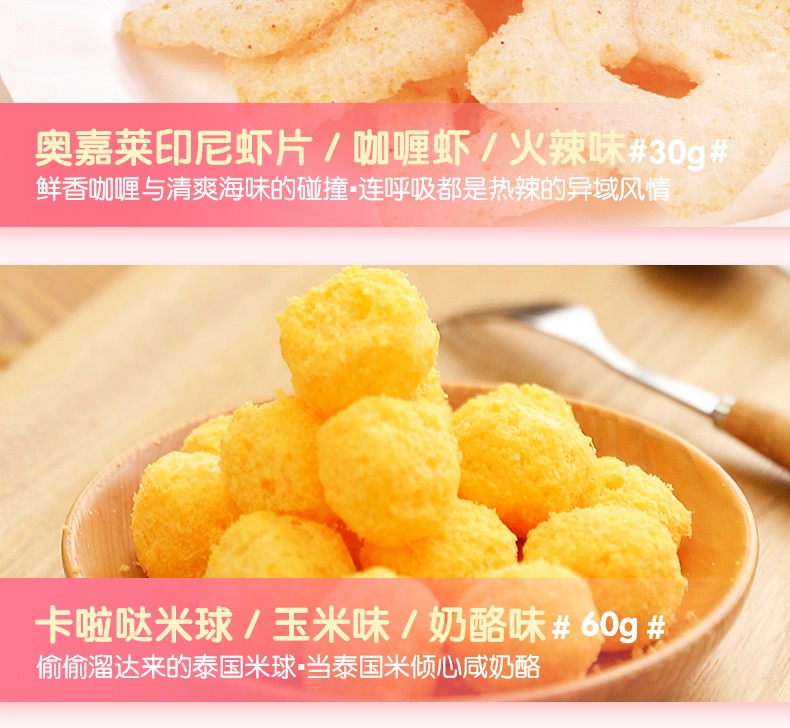 奥嘉莱印尼虾片 / 咖喱虾 / 火辣味#30g#
鲜香咖喱与清爽海味的碰撞▪连呼吸都是热辣的异域风情
卡啦哒米球 / 玉米味 / 奶酪味# 60g #
偷偷溜达来的泰国米球▪当泰国米倾心咸奶酪